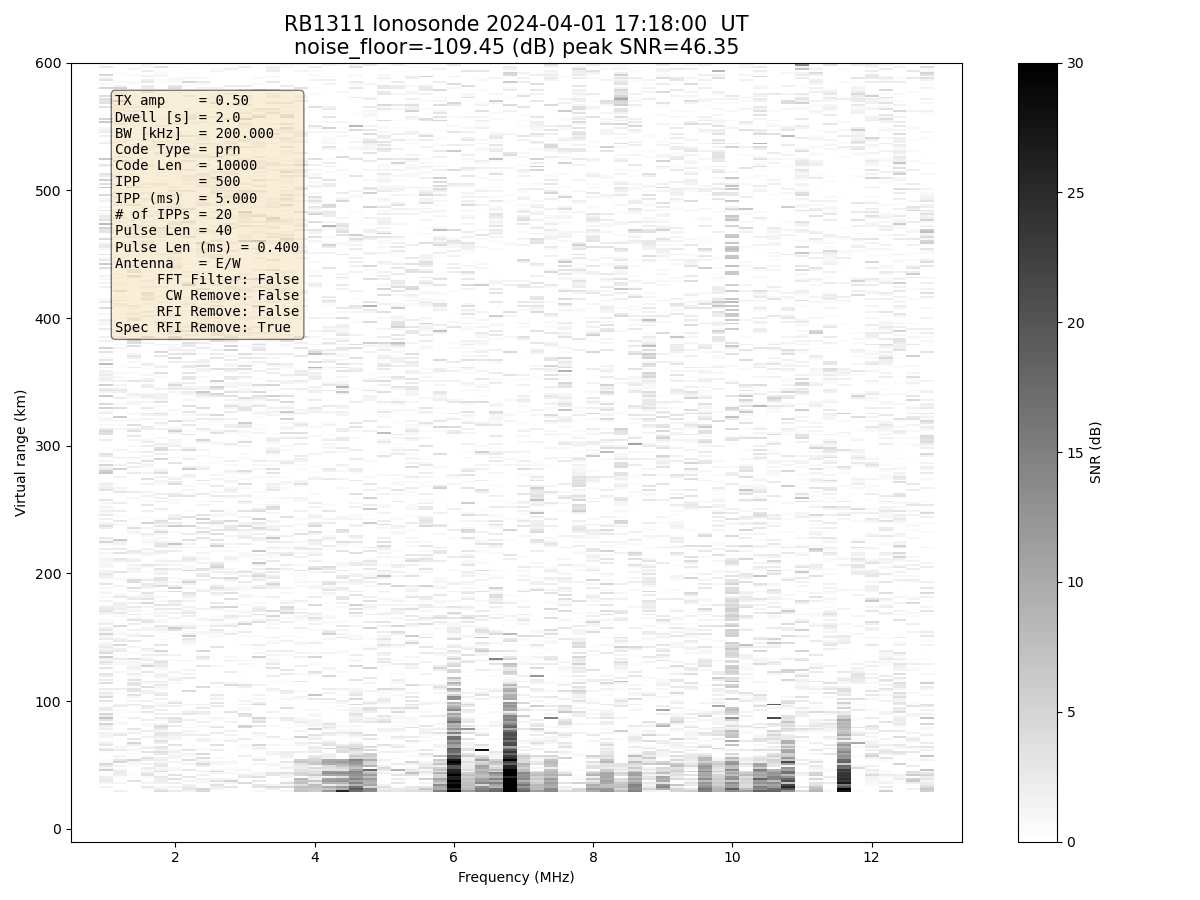 RB1311 Ionosonde 2024-04-01 17:18:00  UT
noise_floor=-109.45 (dB) peak SNR=46.35
TX amp    = 0.50
Dwell [s] = 2.0
BW [kHz]  = 200.000
Code Type = prn
Code Len  = 10000
IPP       = 500
IPP (ms)  = 5.000
# of IPPs = 20
Pulse Len = 40
Pulse Len (ms) = 0.400
Antenna   = E/W
FFT Filter: False
CW Remove: False
RFI Remove: False
Spec RFI Remove: True
Virtual range (km)
600
500
400
300
200
100
0
2 4 6 8 10 12
Frequency (MHz)
30
25
20
15
10
5
0
SNR (dB)